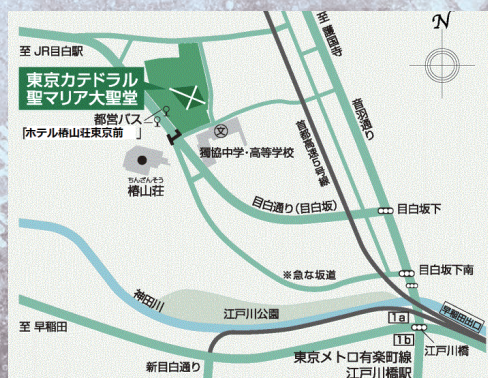 N
至 JR目白駅
至 護国寺
東京カテドラル
聖マリア大聖堂
都営バス
「ホテル椿山荘東京前　」
文
獨協中学・高等学校
首都高速5号線
音羽通り
ちんざんそう
椿山荘
目白通り(目白坂)
目白坂下
※急な坂道
目白坂下南
神田川
江戸川公園
早稲田出口
至 早稲田
1a
1b
江戸川橋
新目白通り
東京メトロ有楽町線
江戸川橋駅